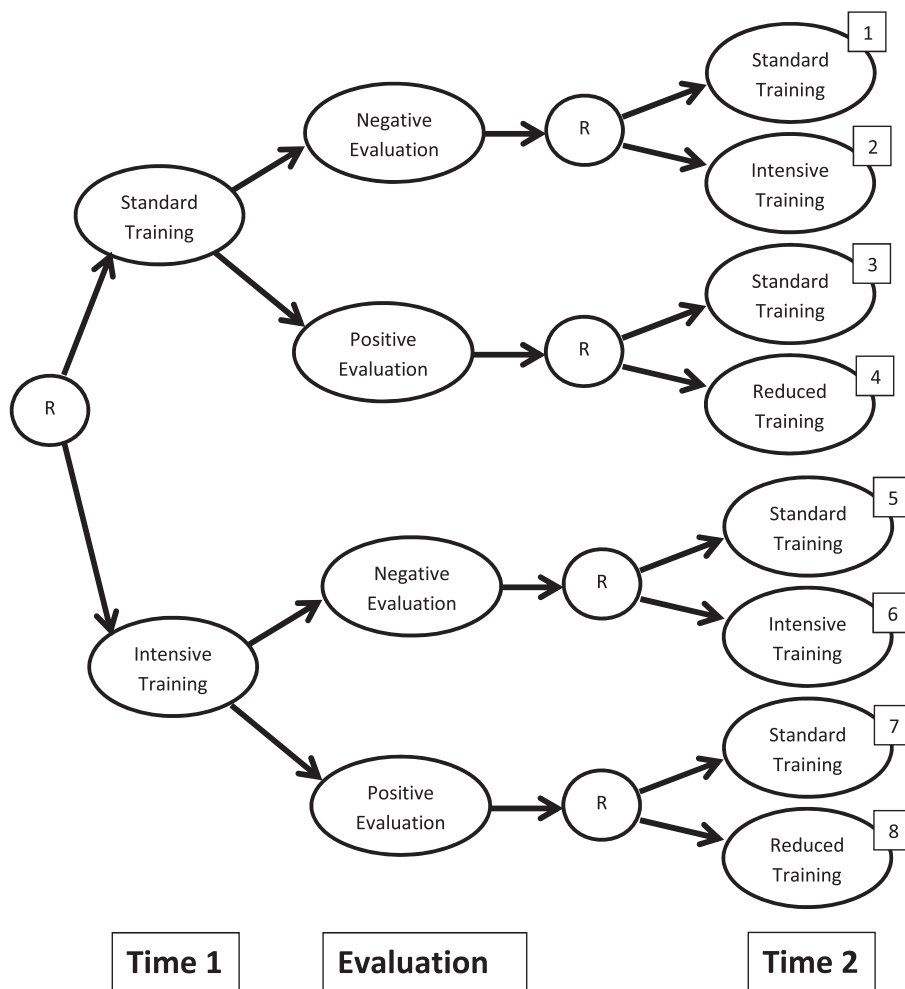 1
Standard
Training
Negative
Evaluation
R
2
Intensive
Training
Standard
Training
3
Standard
Training
Positive
Evaluation
R
4
Reduced
Training
R
5
Standard
Training
Negative
Evaluation
R
6
Intensive
Training
Intensive
Training
7
Standard
Training
Positive
Evaluation
R
8
Reduced
Training
Time 1
Evaluation
Time 2